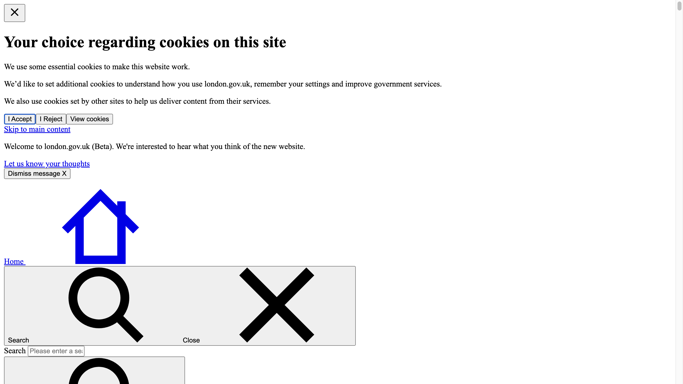 Your choice regarding cookies on this site
We use some essential cookies to make this website work.
We'd like to set additional cookies to understand how you use london.gov.uk, remember your settings and improve government services.
We also use cookies set by other sites to help us deliver content from their services.
I Accept I Reject View cookies
Skip to main content
Welcome to london.gov.uk (Beta). We're interested to hear what you think of the new website.
Let us know your thoughts
Dismiss message X
Home
Search Close
Search Please enter a se